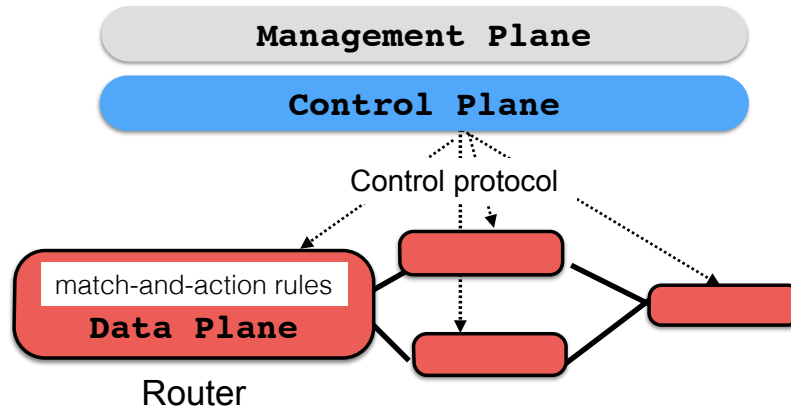 Management Plane
Control Plane
Control protocol
match-and-action rules
Data Plane
Router